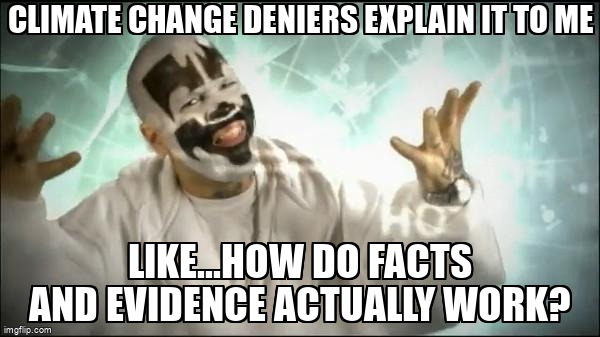 CLIMATE CHANGE DENIERS EXPLAIN IT TO ME
LIKE...HOW DO FACTS
AND EVIDENCE ACTUALLY WORK?
imgflip.com